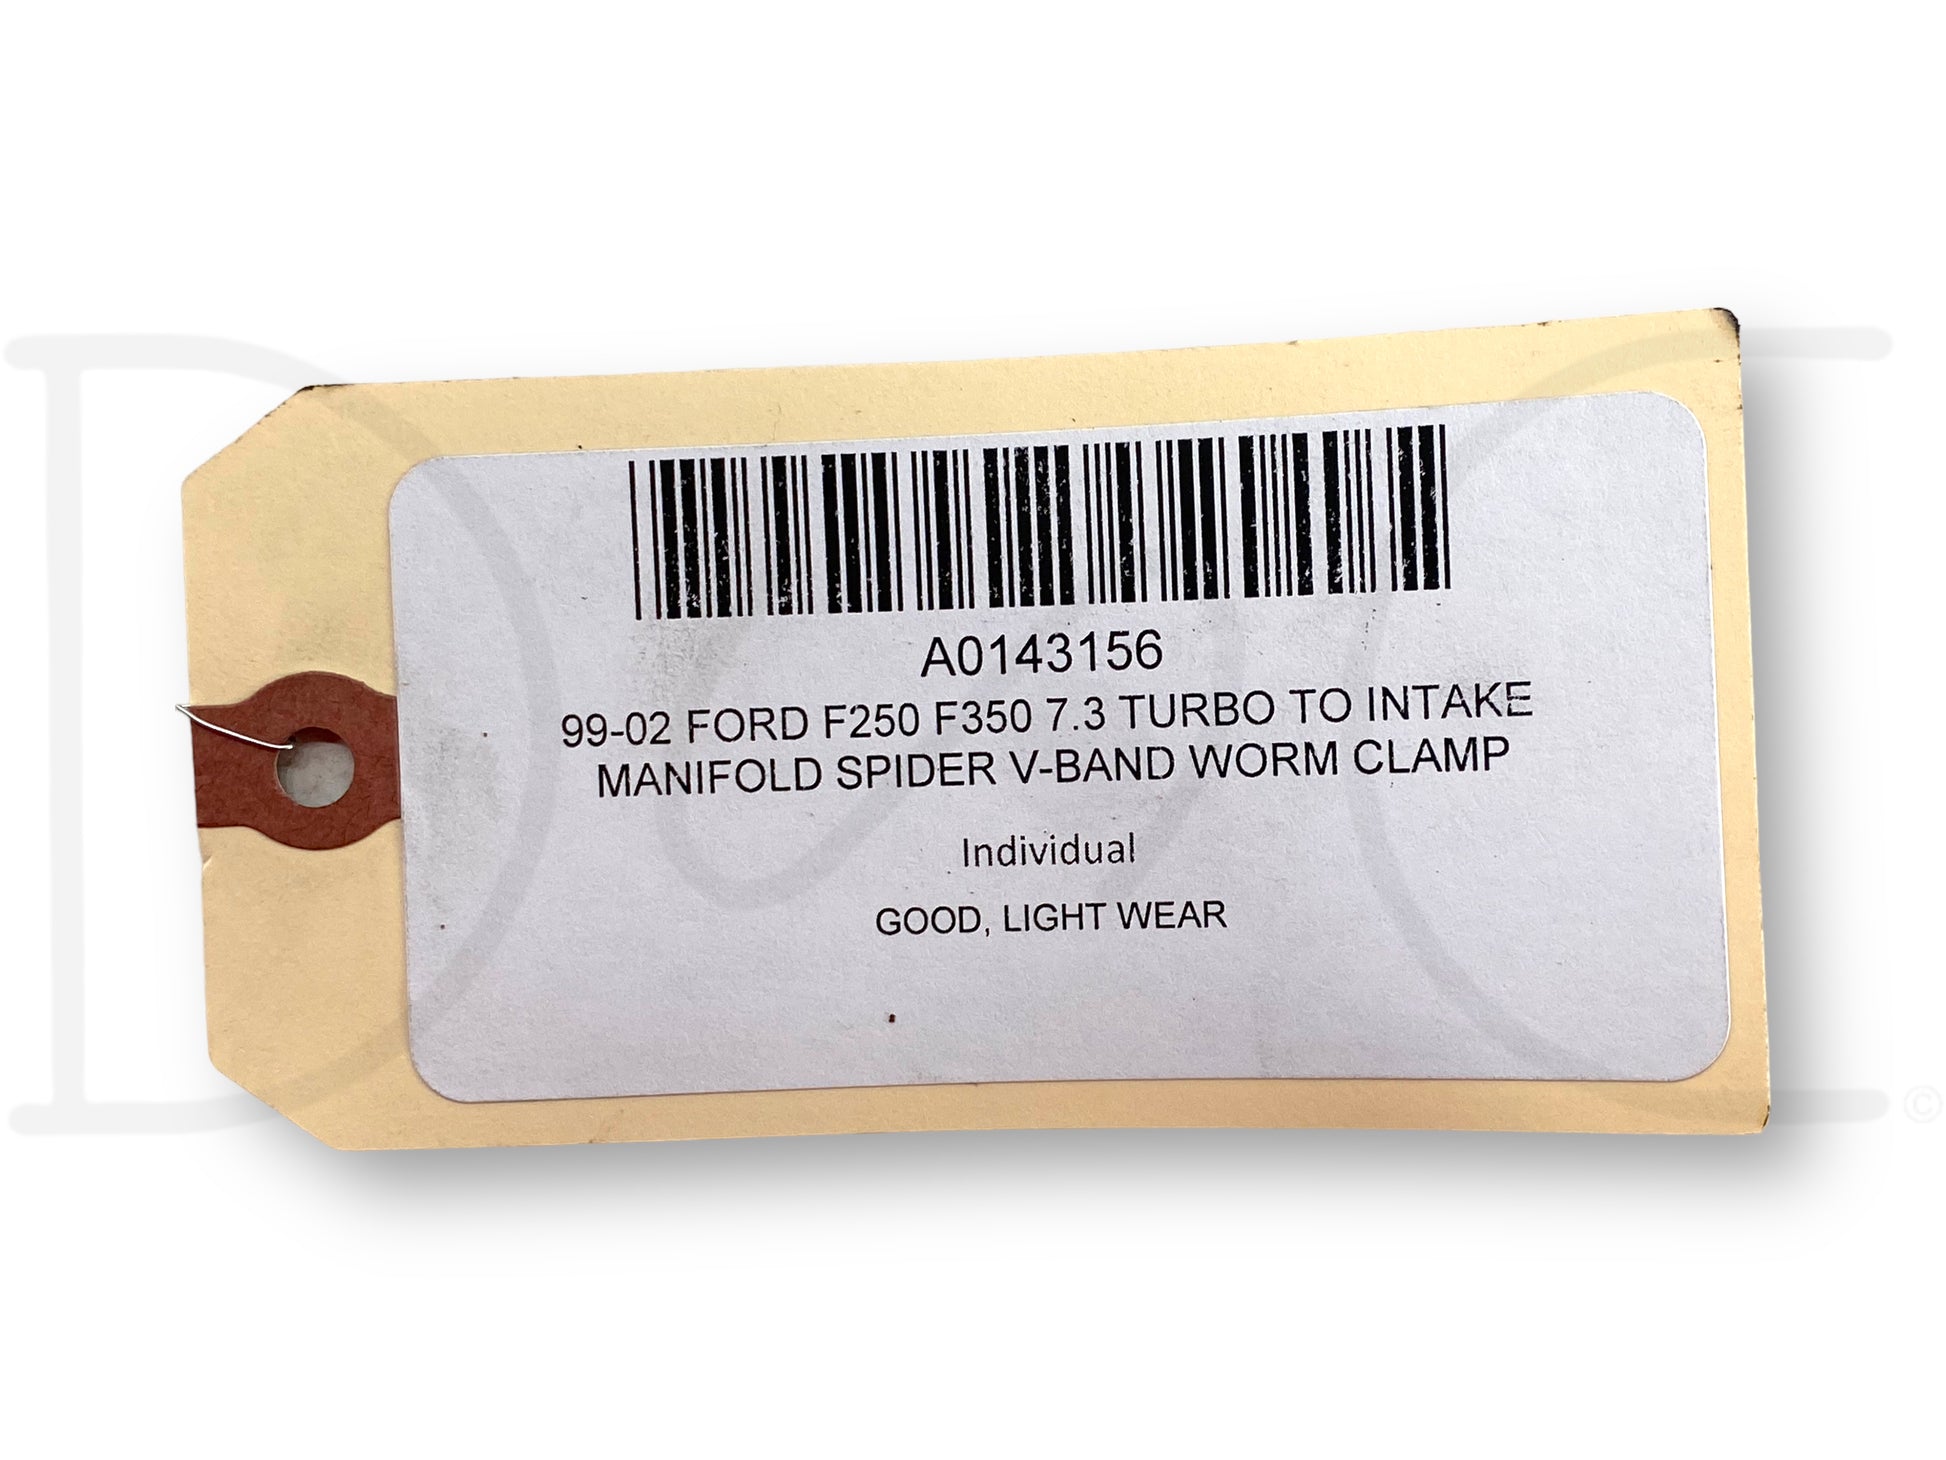 A0143156
99-02 FORD F250 F350 7.3 TURBO TO INTAKE
MANIFOLD SPIDER V-BAND WORM CLAMP
Individual
GOOD, LIGHT WEAR
©